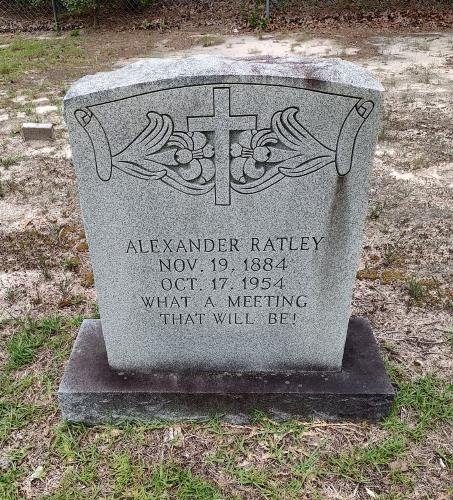 ALEXANDER RATLEY
NOV. 19. 1884
OCT. 17. 1954
WHAT A MEETING
THAT WILL BE!